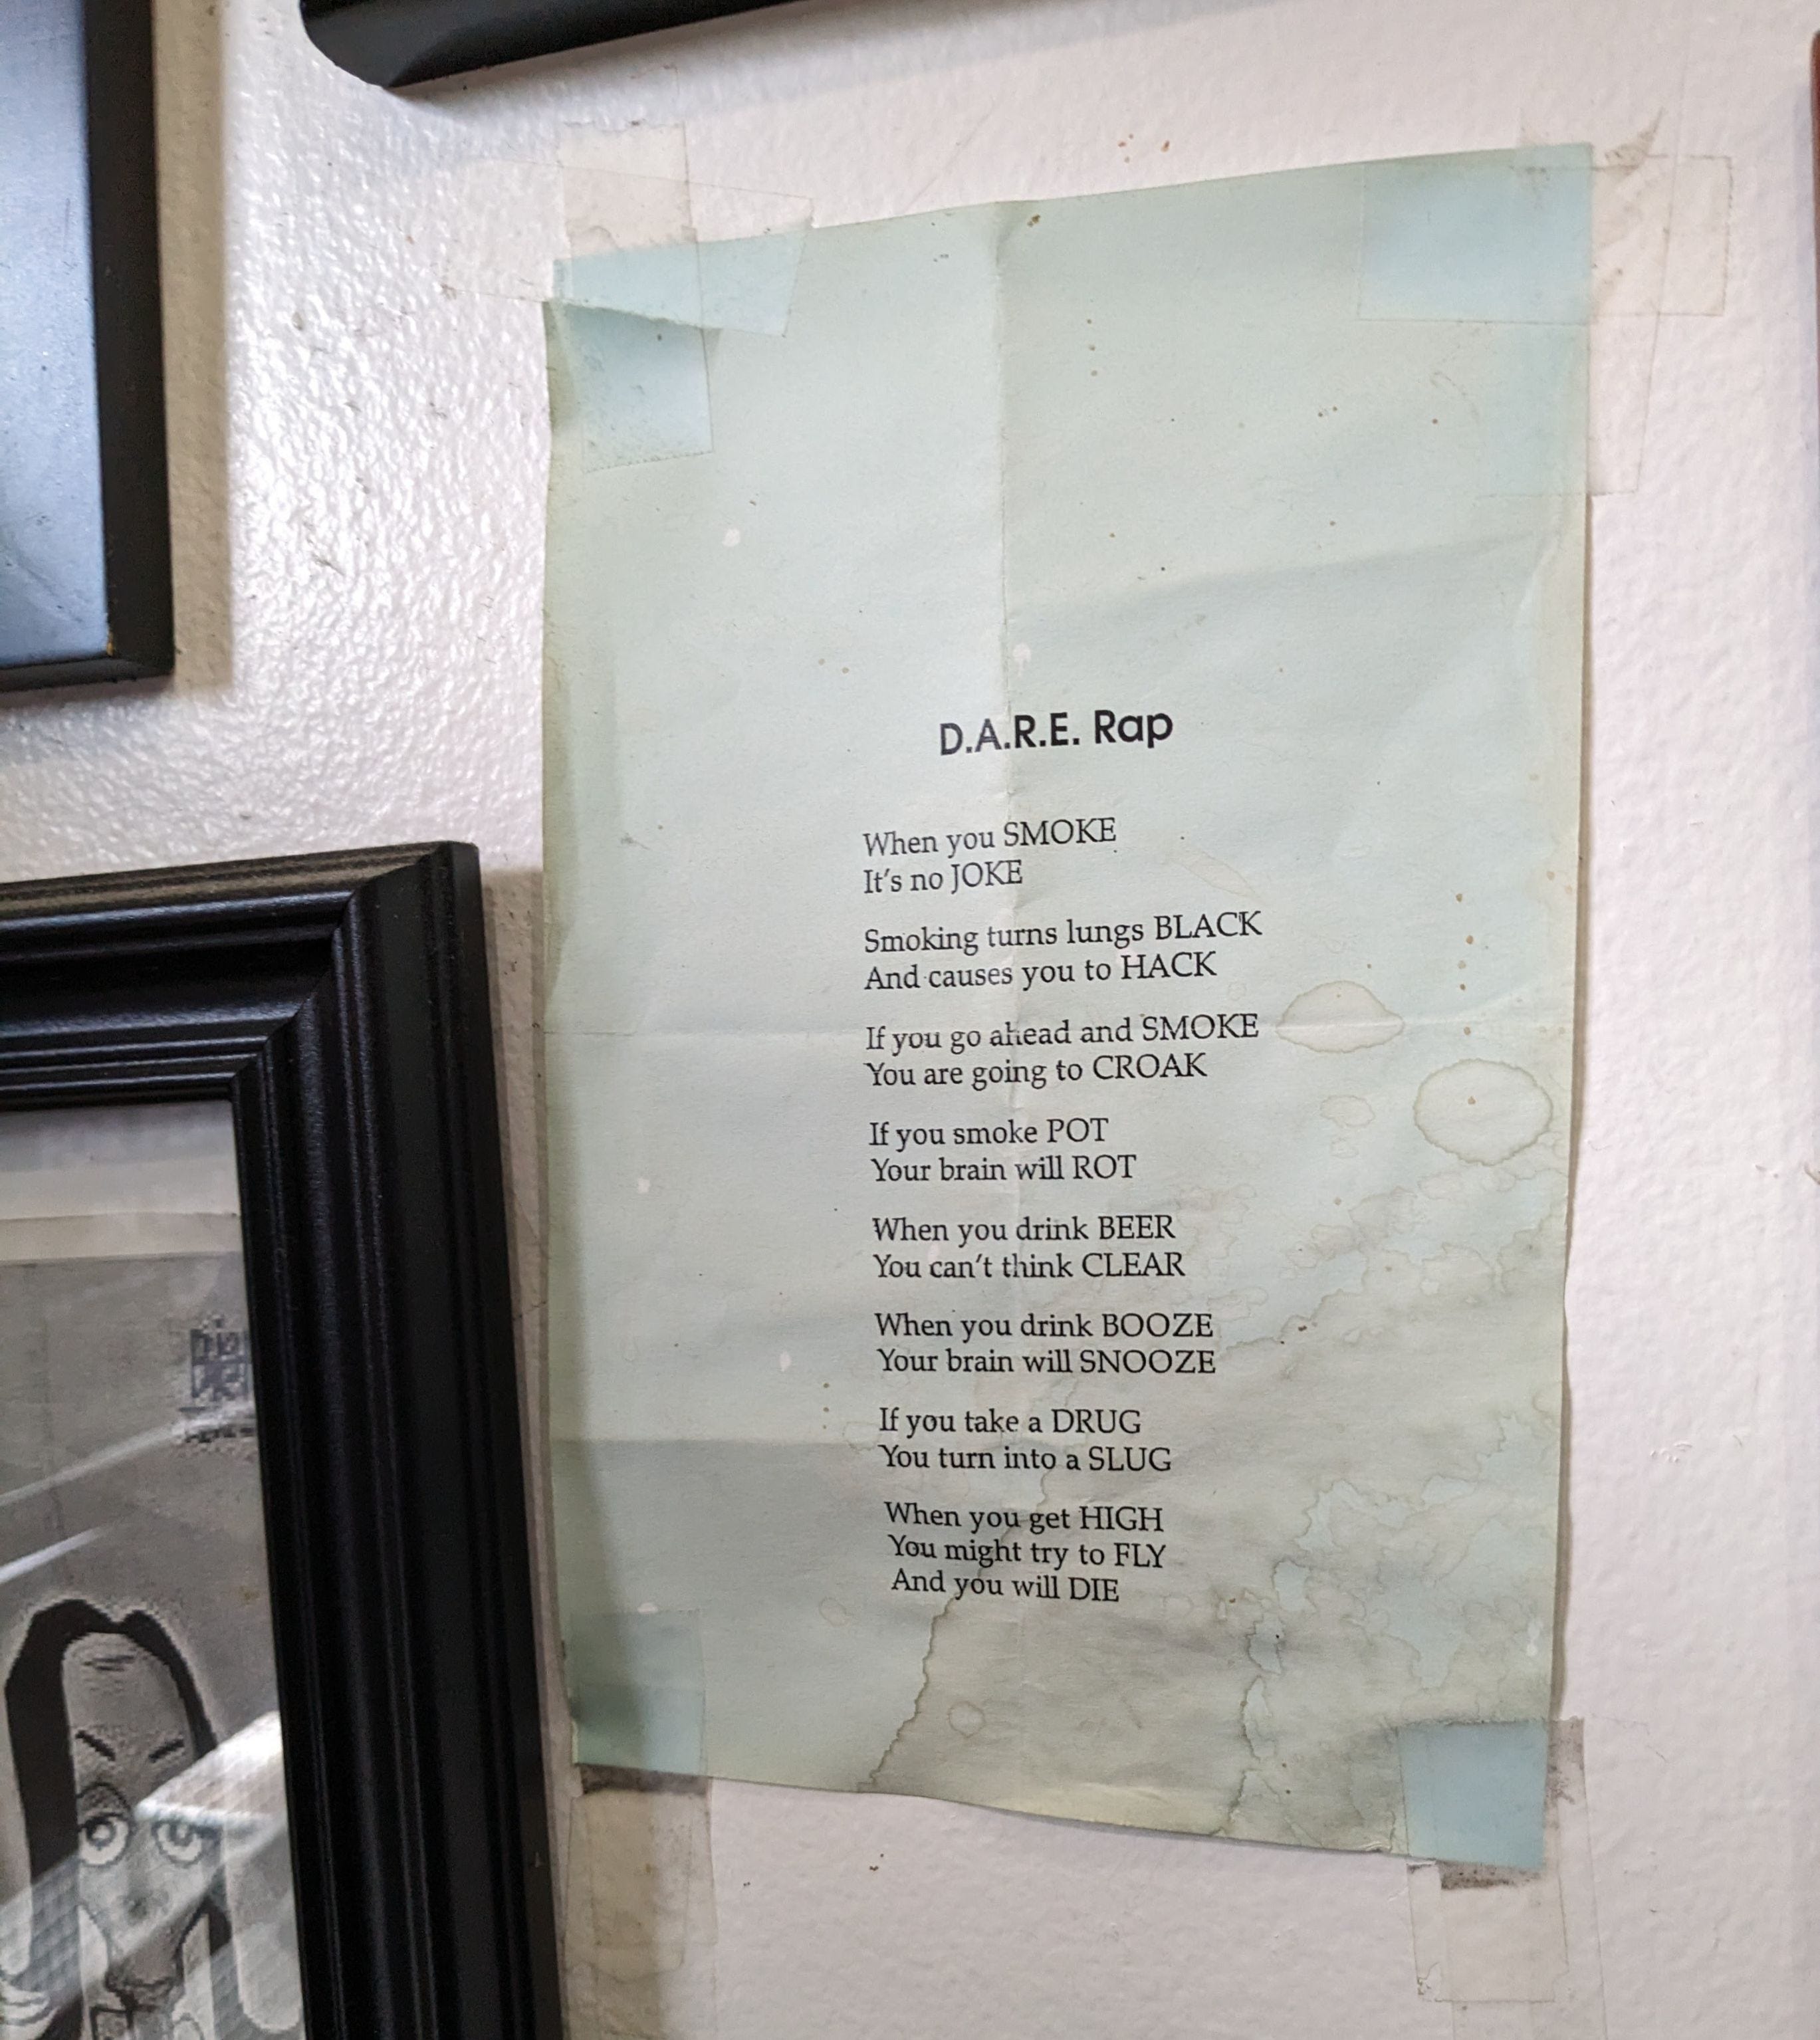 D.A.R.E. Rap
When you SMOKE
It's no JOKE
Smoking turns lungs BLACK
And causes you to HACK
If you go ahead and SMOKE
You are going to CROAK
If you smoke POT
Your brain will ROT
When you drink BEER
You can't think CLEAR
When you drink BOOZE
Your brain will SNOOZE
If you take a DRUG
You turn into a SLUG
When you get HIGH
You might try to FLY
And you will DIE